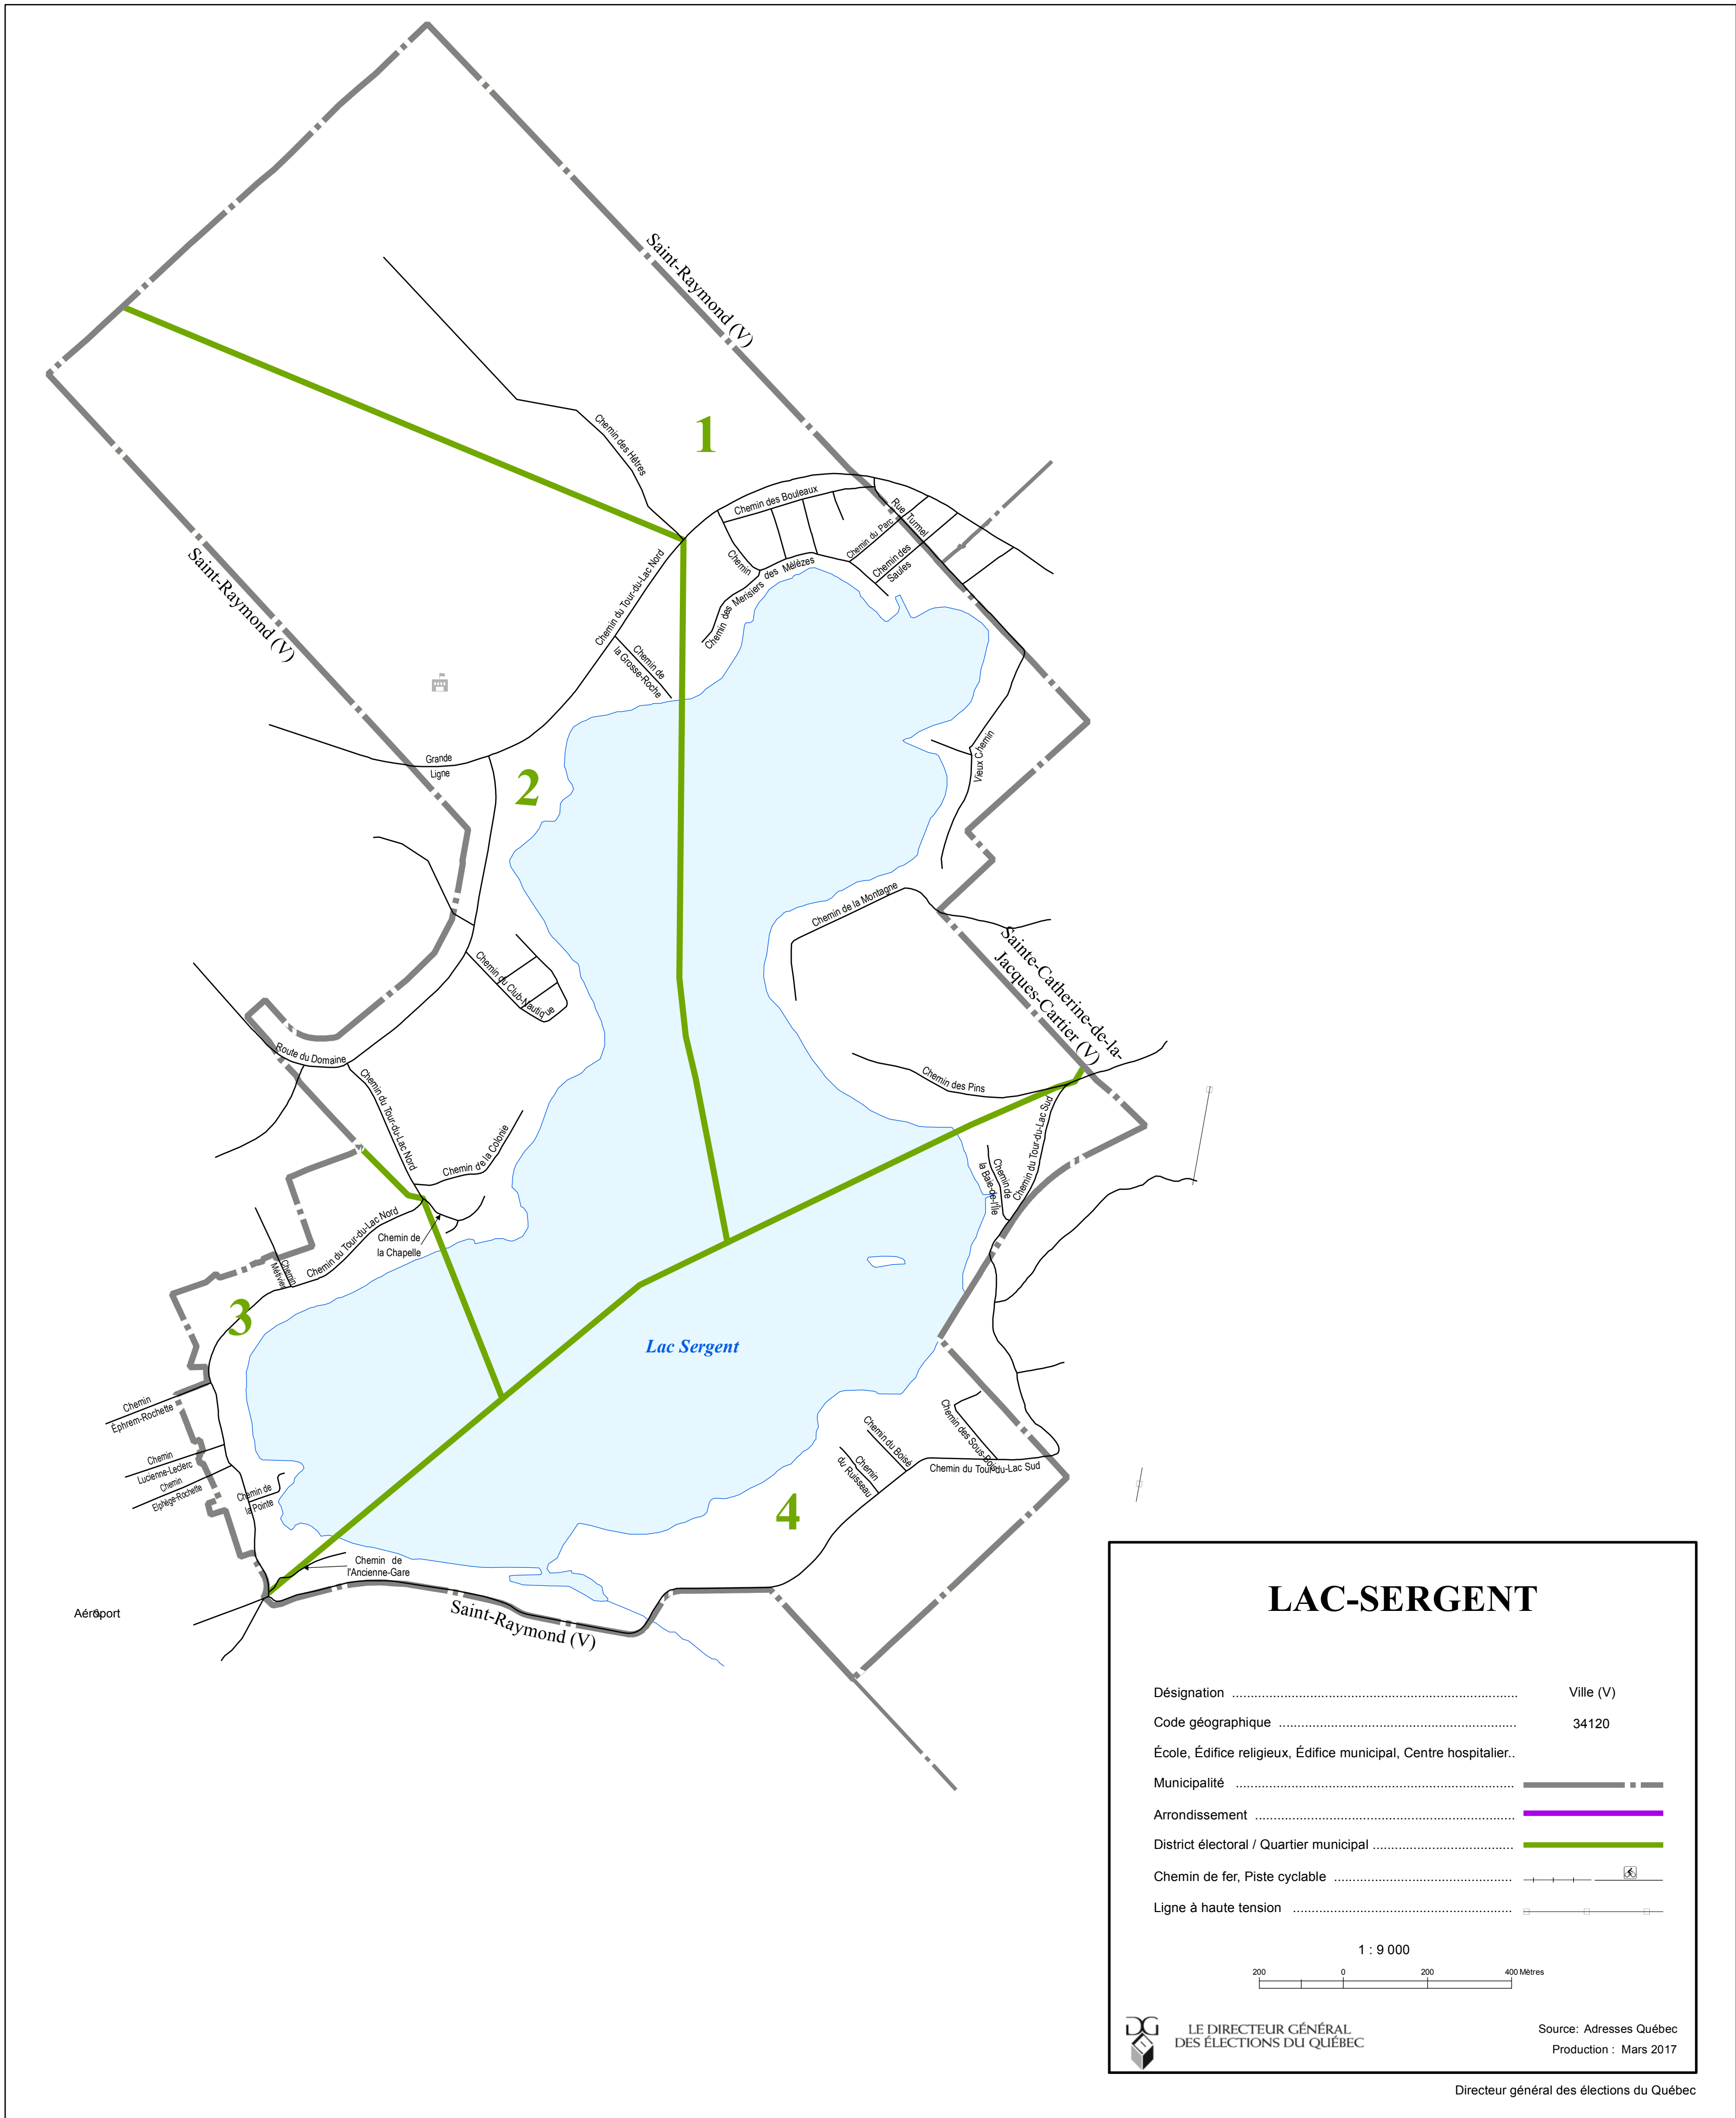 Saint-Raymond (V)
1
Chemin des Hêtres
Chemin des Bouleaux
Rue Turmel
Chemin du Parc
Chemin des
Saules
Chemin
des Mélèzes
Chemin des Merisiers
Saint-Raymond (V)
Chemin du Tour-du-Lac Nord
Chemin de
la Grosse-Roche
Grande
Ligne
2
Vieux Chemin
Chemin de la Montagne
Sainte-Catherine-de-la-
Jacques-Cartier (V)
Chemin du Club-Nautique
Route du Domaine
Chemin des Pins
Chemin du Tour-du-Lac Nord
Chemin du Tour-du-Lac Sud
Chemin de la Colonie
Chemin de
la Baie-de-l'Île
Chemin du Tour-du-Lac Nord
Chemin de
la Chapelle
Chemin
Métivier
3
Lac Sergent
Chemin
Éphrem-Rochette
Chemin
Lucienne-Leclerc
Chemin
Elphège-Rochette
Chemin de
la Pointe
Chemin des Sous-Bois
Chemin du Boisé
Chemin
du Ruisseau
Chemin du Tour-du-Lac Sud
4
Chemin de
l'Ancienne-Gare
Aéroport
Saint-Raymond (V)
LAC-SERGENT
Désignation ........ Ville (V)
Code géographique ........ 34120
École, Édifice religieux, Édifice municipal, Centre hospitalier..
Municipalité ........
Arrondissement ........
District électoral / Quartier municipal ........
Chemin de fer, Piste cyclable ........
Ligne à haute tension ........
1 : 9 000
200 0 200 400 Mètres
DGE
LE DIRECTEUR GÉNÉRAL
DES ÉLECTIONS DU QUÉBEC
Source: Adresses Québec
Production : Mars 2017
Directeur général des élections du Québec